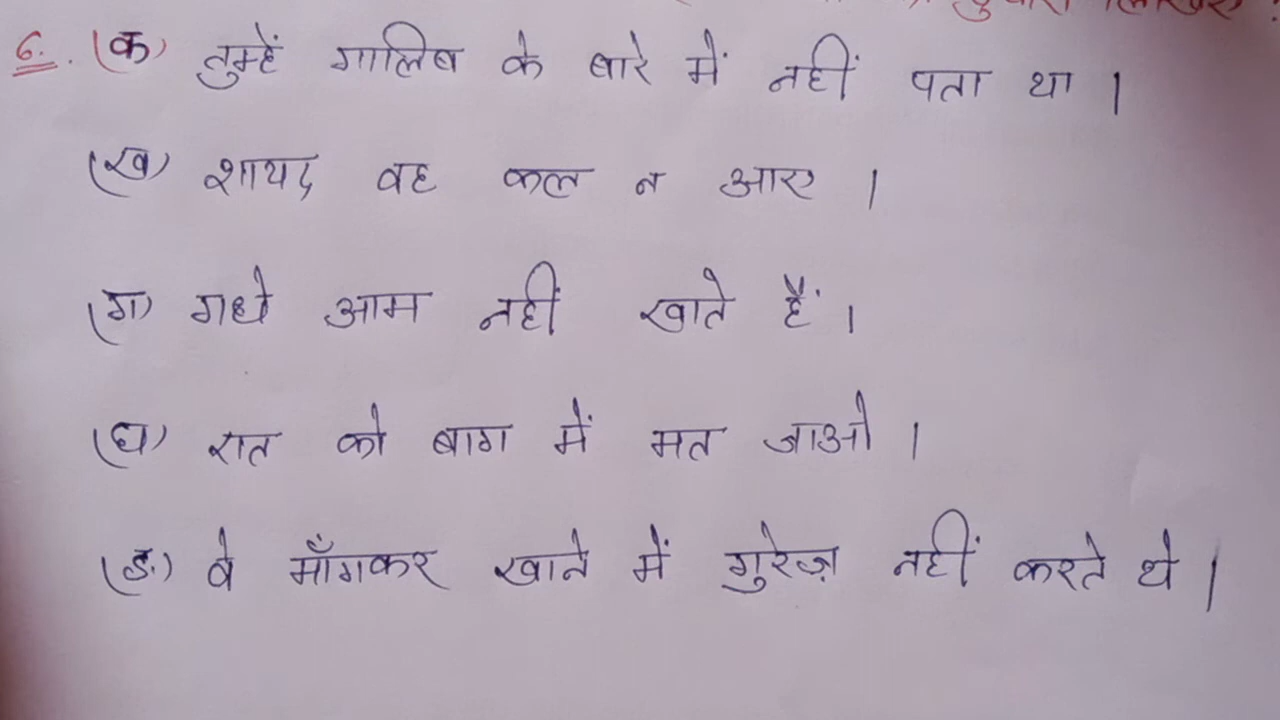 दुबारा लिखिए
6. (क) तुम्हें गालिब के बारे में नहीं पता था ।
(ख) शायद वह कल न आए ।
(ग) गधे आम नहीं खाते हैं ।
(घ) रात को बाग में मत जाओ ।
(ङ) वे माँगकर खाने में गुरेज़ नहीं करते थे ।